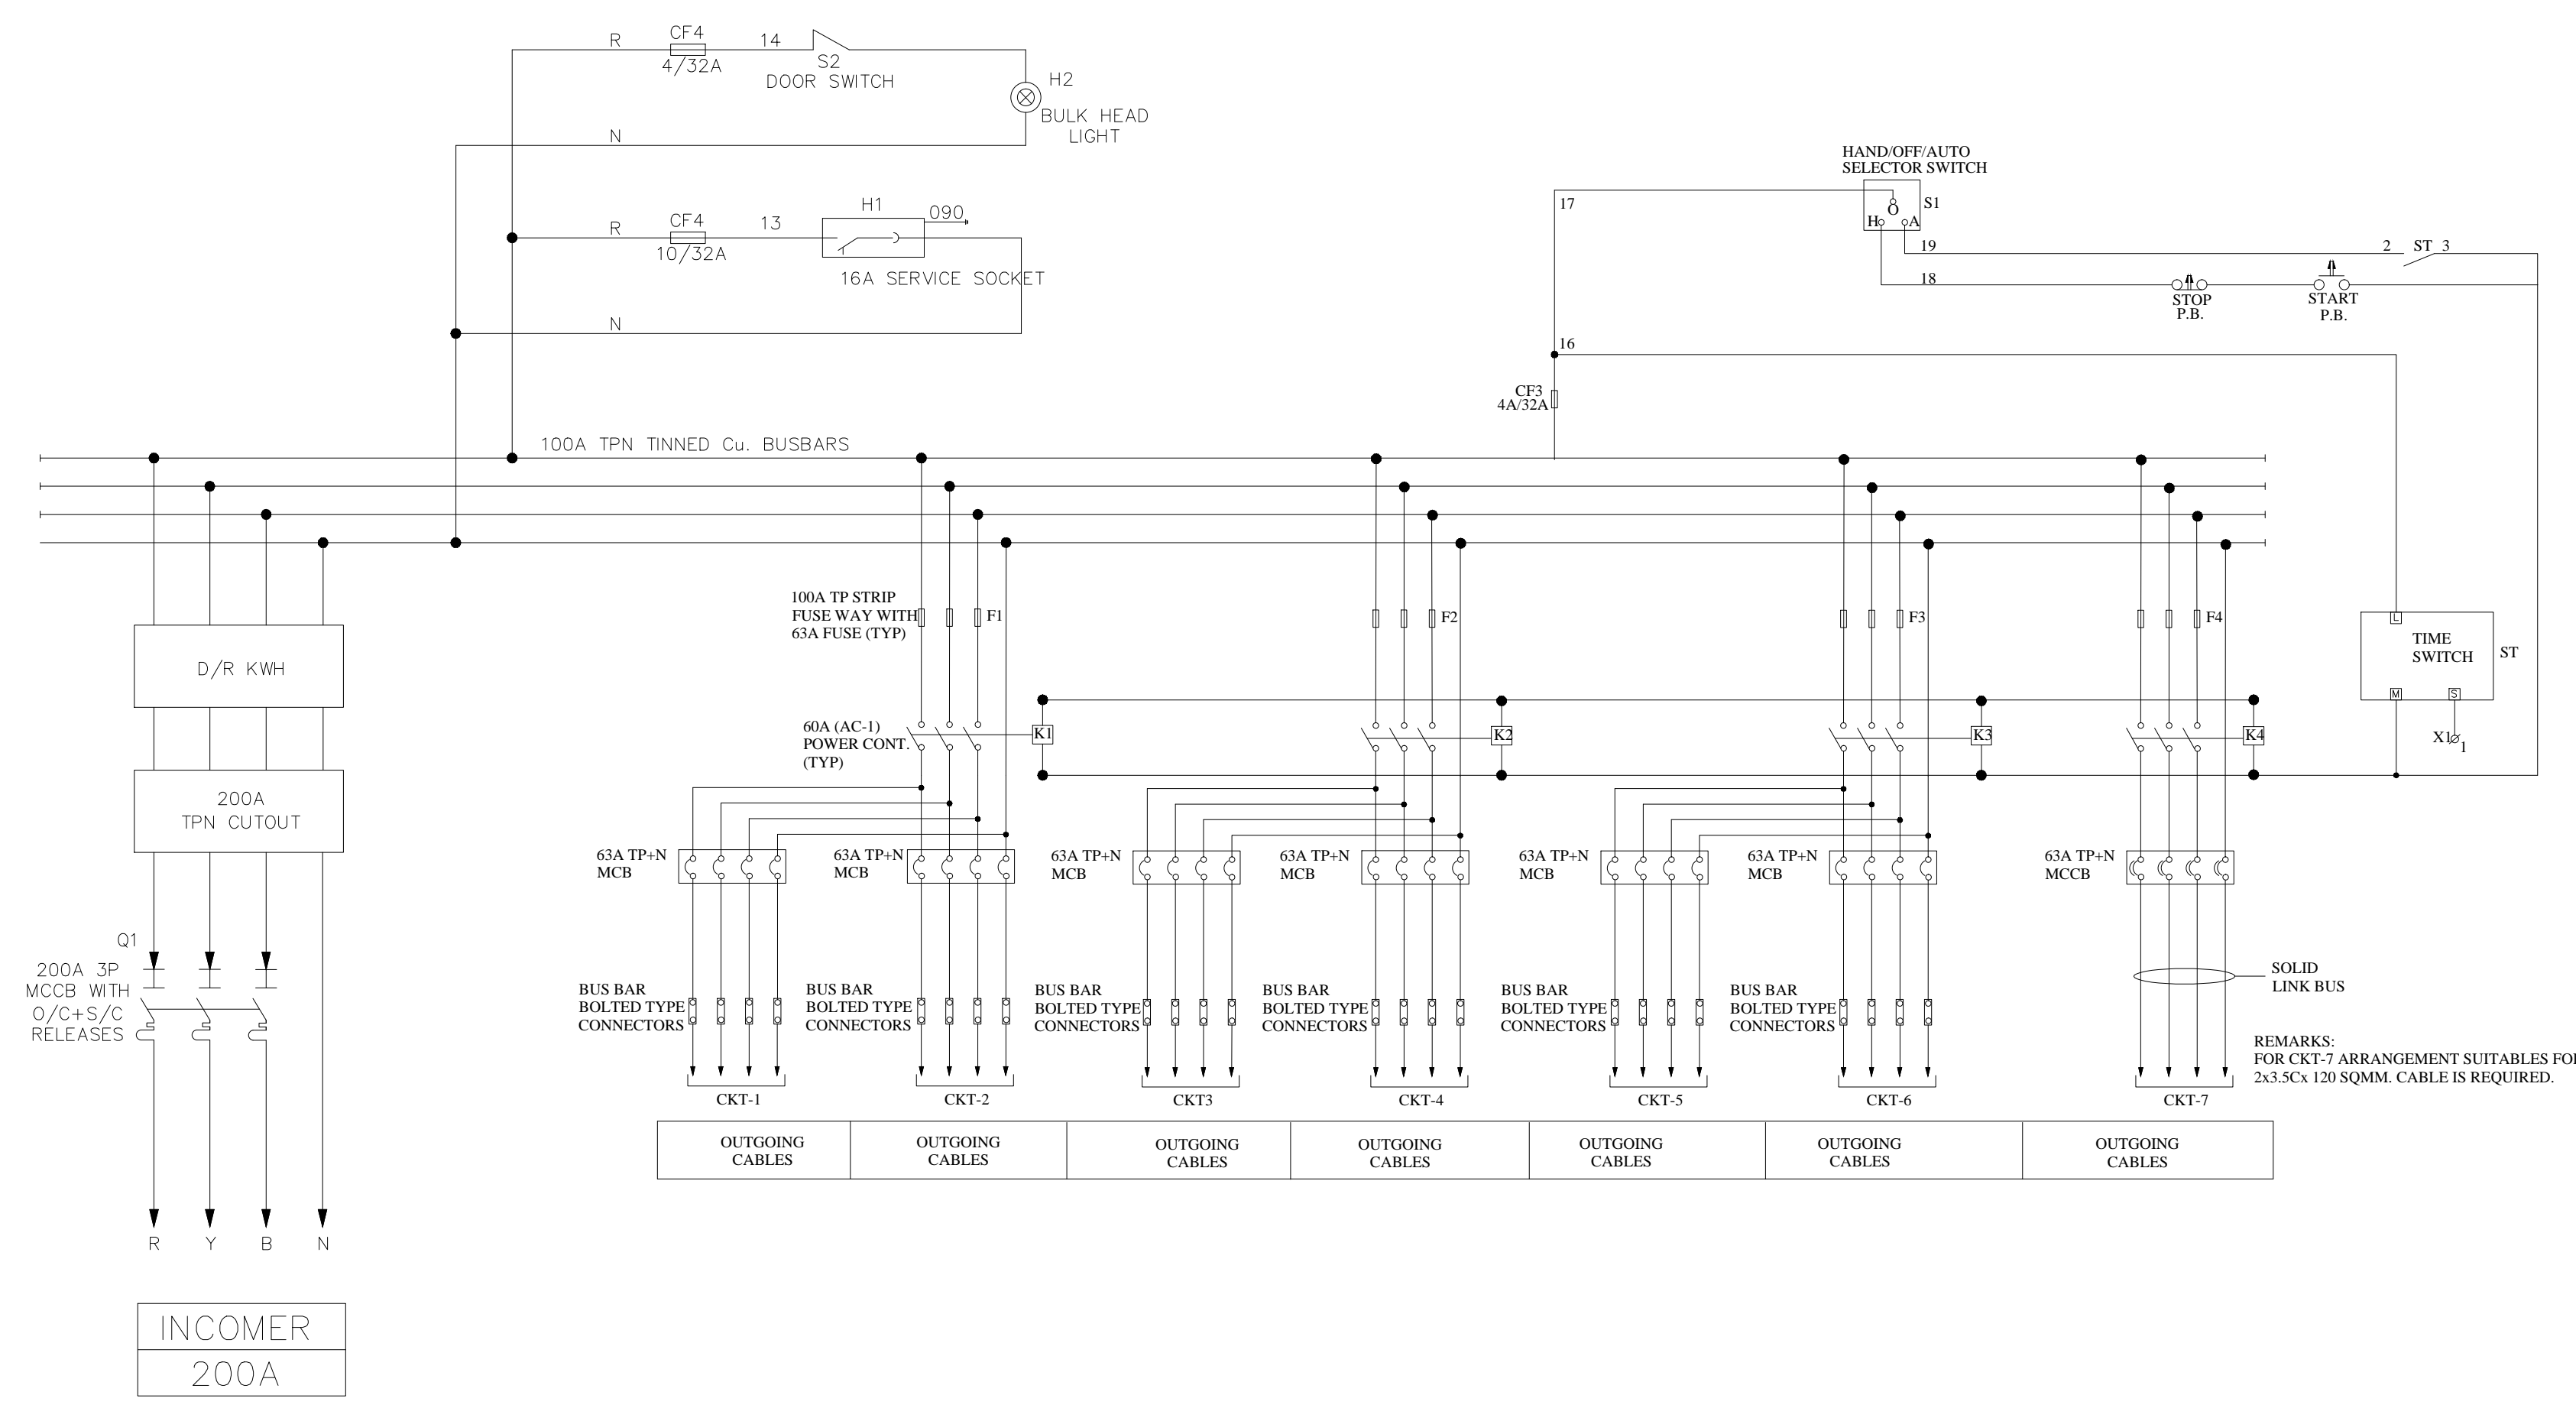 R
CF4
4/32A
14
S2
DOOR SWITCH
H2
BULK HEAD
LIGHT
N
R
CF4
10/32A
13
H1
090
16A SERVICE SOCKET
N
HAND/OFF/AUTO
SELECTOR SWITCH
17
O
H
A
S1
19
2 ST 3
18
STOP
P.B.
START
P.B.
16
CF3
4A/32A
100A TPN TINNED Cu. BUSBARS
D/R KWH
200A
TPN CUTOUT
Q1
200A 3P
MCCB WITH
O/C+S/C
RELEASES
R Y B N
INCOMER
200A
100A TP STRIP
FUSE WAY WITH
63A FUSE (TYP)
F1
F2
F3
F4
L
TIME
SWITCH
ST
M
S
X1
1
60A (AC-1)
POWER CONT.
(TYP)
K1
K2
K3
K4
63A TP+N
MCB
63A TP+N
MCB
63A TP+N
MCB
63A TP+N
MCB
63A TP+N
MCB
63A TP+N
MCB
63A TP+N
MCCB
BUS BAR
BOLTED TYPE
CONNECTORS
BUS BAR
BOLTED TYPE
CONNECTORS
BUS BAR
BOLTED TYPE
CONNECTORS
BUS BAR
BOLTED TYPE
CONNECTORS
BUS BAR
BOLTED TYPE
CONNECTORS
BUS BAR
BOLTED TYPE
CONNECTORS
SOLID
LINK BUS
REMARKS:
FOR CKT-7 ARRANGEMENT SUITABLES FO
2x3.5Cx 120 SQMM. CABLE IS REQUIRED.
CKT-1
CKT-2
CKT3
CKT-4
CKT-5
CKT-6
CKT-7
OUTGOING
CABLES
OUTGOING
CABLES
OUTGOING
CABLES
OUTGOING
CABLES
OUTGOING
CABLES
OUTGOING
CABLES
OUTGOING
CABLES